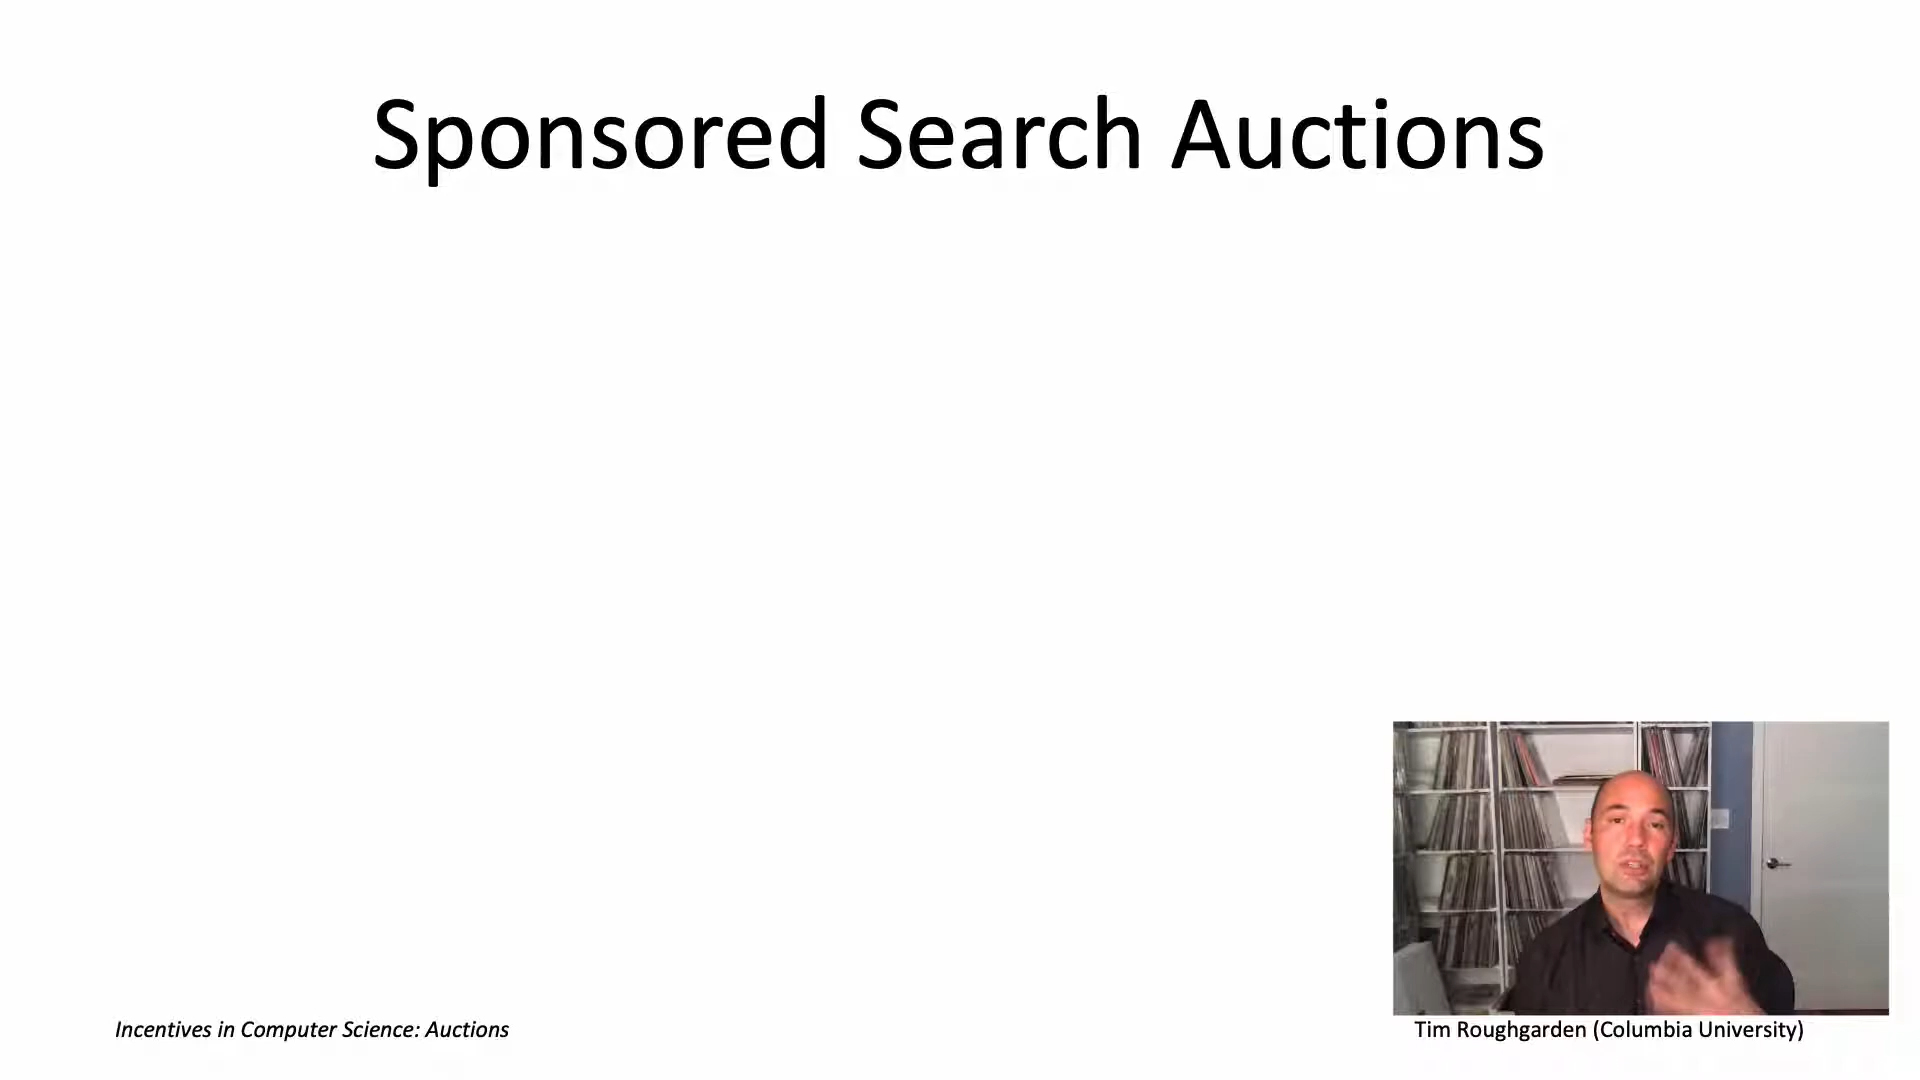 Sponsored Search Auctions
Incentives in Computer Science: Auctions
Tim Roughgarden (Columbia University)